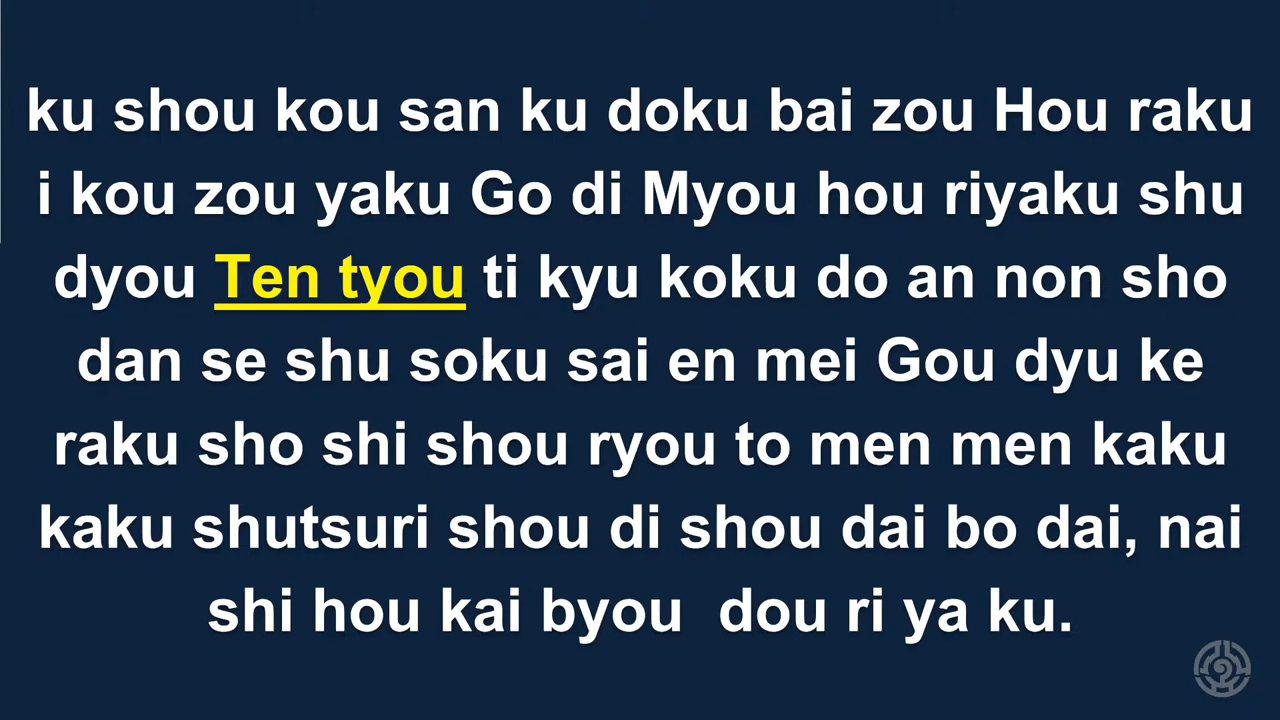 ku shou kou san ku doku bai zou Hou raku
i kou zou yaku Go di Myou hou riyaku shu
dyou Ten tyou ti kyu koku do an non sho
dan se shu soku sai en mei Gou dyu ke
raku sho shi shou ryou to men men kaku
kaku shutsuri shou di shou dai bo dai, nai
shi hou kai byou  dou ri ya ku.